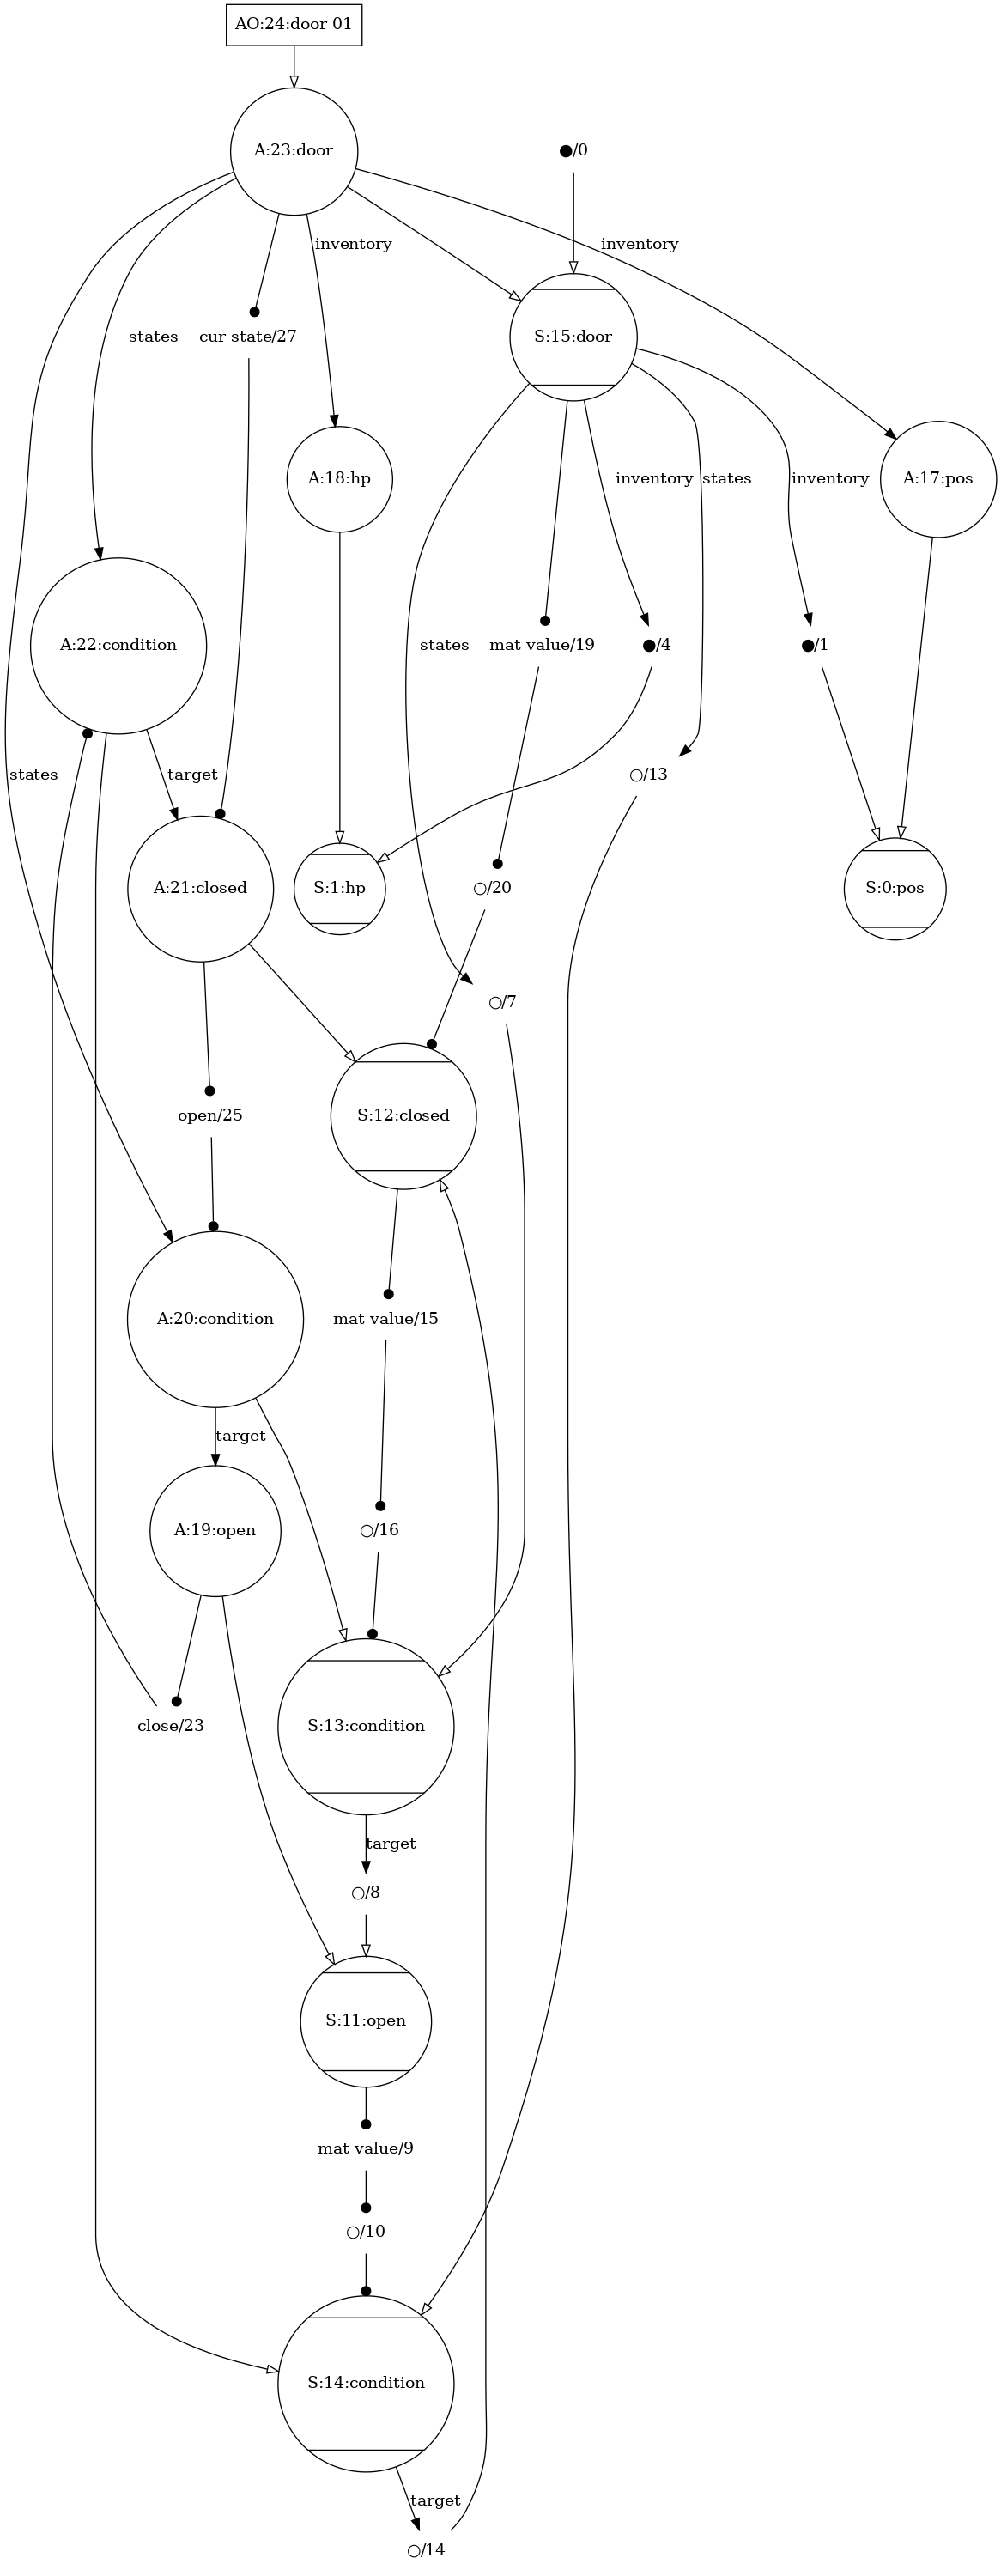 AO:24:door 01
A:23:door
●/0
inventory
inventory
states
cur state/27
S:15:door
A:18:hp
inventory
states
inventory
A:17:pos
A:22:condition
states
mat value/19
●/4
●/1
states
target
○/13
A:21:closed
S:1:hp
○/20
S:0:pos
○/7
open/25
S:12:closed
A:20:condition
mat value/15
target
A:19:open
○/16
close/23
S:13:condition
target
○/8
S:11:open
mat value/9
○/10
S:14:condition
target
○/14